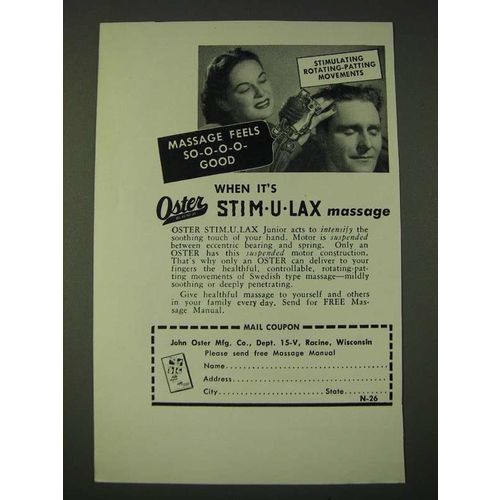 STIMULATING
ROTATING-PATTING
MOVEMENTS
MASSAGE FEELS
SO-O-O-O-
GOOD
WHEN IT'S
Oster STIM•U•LAX massage
OSTER STIM.U.LAX Junior acts to intensify the
soothing touch of your hand. Motor is suspended
between eccentric bearing and spring. Only an
OSTER has this suspended motor construction.
That's why only an OSTER can deliver to your
fingers the healthful, controllable, rotating-pat-
ting movements of Swedish type massage—mildly
soothing or deeply penetrating.
Give healthful massage to yourself and others
in your family every day. Send for FREE Mas-
sage Manual.
MAIL COUPON
John Oster Mfg. Co., Dept. 15-V, Racine, Wisconsin
Please send free Massage Manual
Name
Address
City State
N-26